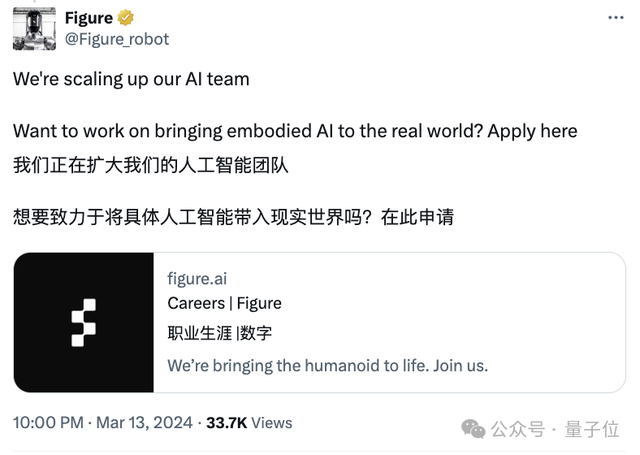 Figure
@Figure_robot
We're scaling up our AI team
Want to work on bringing embodied AI to the real world? Apply here
我们正在扩大我们的人工智能团队
想要致力于将具体人工智能带入现实世界吗？在此申请
figure.ai
Careers | Figure
职业生涯 |数字
We’re bringing the humanoid to life. Join us.
10:00 PM · Mar 13, 2024 · 33.7K Views
公众号 · 量子位